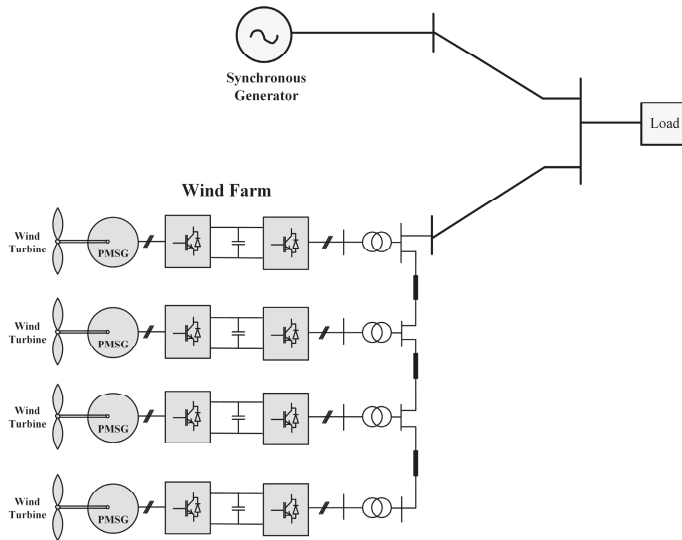 Synchronous
Generator
Load
Wind Farm
Wind
Turbine
PMSG
Wind
Turbine
PMSG
Wind
Turbine
PMSG
Wind
Turbine
PMSG